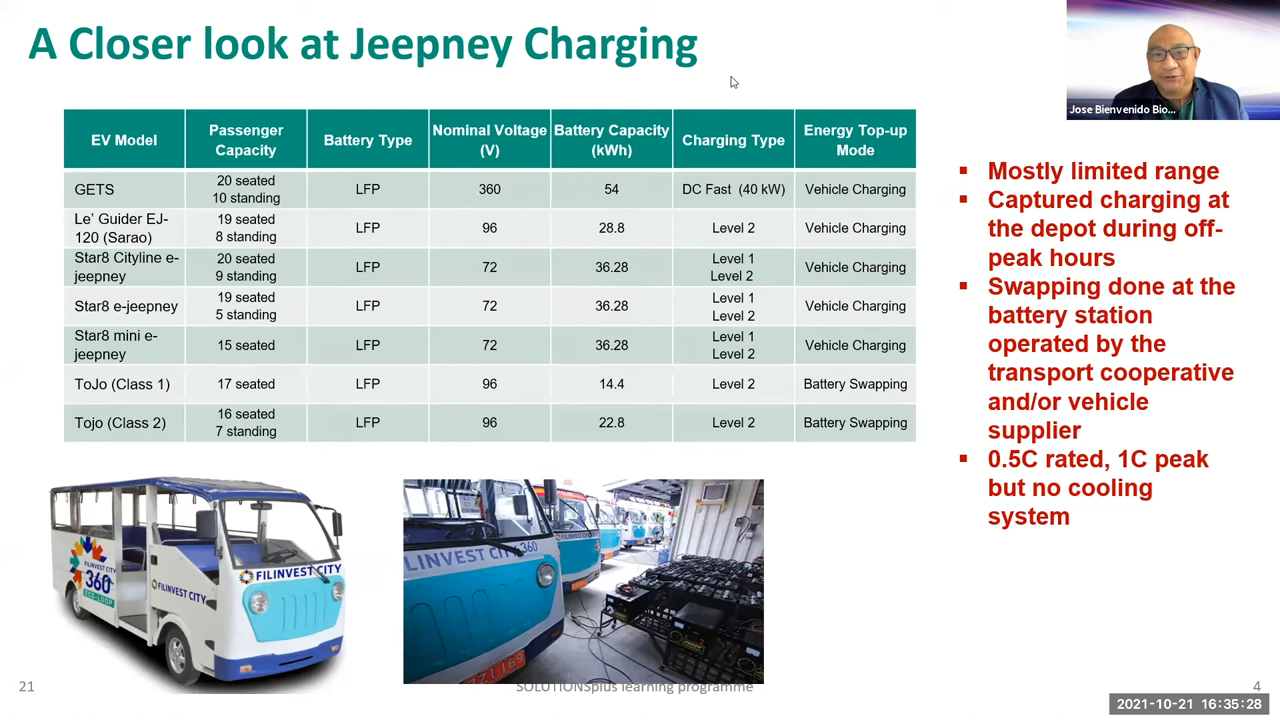 A Closer look at Jeepney Charging
Jose Bienvenido Bio...
EV Model
Passenger
Capacity
Battery Type
Nominal Voltage
(V)
Battery Capacity
(kWh)
Charging Type
Energy Top-up
Mode
GETS
20 seated
10 standing
LFP
360
54
DC Fast (40 kW)
Vehicle Charging
Le' Guider EJ-
120 (Sarao)
19 seated
8 standing
LFP
96
28.8
Level 2
Vehicle Charging
Star8 Cityline e-
jeepney
20 seated
9 standing
LFP
72
36.28
Level 1
Level 2
Vehicle Charging
Star8 e-jeepney
19 seated
5 standing
LFP
72
36.28
Level 1
Level 2
Vehicle Charging
Star8 mini e-
jeepney
15 seated
LFP
72
36.28
Level 1
Level 2
Vehicle Charging
ToJo (Class 1)
17 seated
LFP
96
14.4
Level 2
Battery Swapping
Tojo (Class 2)
16 seated
7 standing
LFP
96
22.8
Level 2
Battery Swapping
▪ Mostly limited range
▪ Captured charging at
the depot during off-
peak hours
▪ Swapping done at the
battery station
operated by the
transport cooperative
and/or vehicle
supplier
▪ 0.5C rated, 1C peak
but no cooling
system
FILINVEST CITY
360
ECO-LOOP
FILINVEST CITY
FILINVEST CITY
FILINVEST CITY 360
21
SOLUTIONSplus learning programme
4
2021-10-21 16:35:28